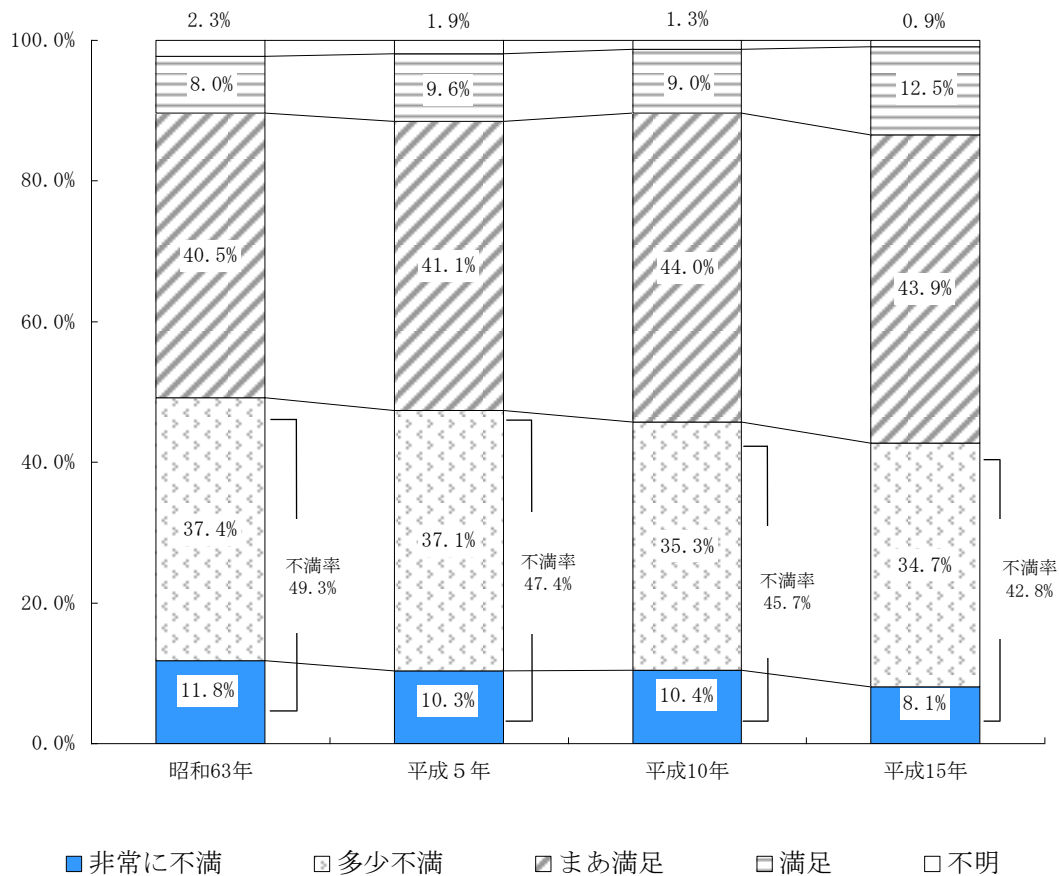 2.3% 1.9% 1.3% 0.9%
100.0%
8.0% 9.6% 9.0% 12.5%
80.0%
40.5% 41.1% 44.0% 43.9%
60.0%
40.0%
37.4% 37.1% 35.3% 34.7%
不満率 不満率 不満率 不満率
49.3% 47.4% 45.7% 42.8%
20.0%
11.8% 10.3% 10.4% 8.1%
0.0%
昭和63年 平成5年 平成10年 平成15年
非常に不満 多少不満 まあ満足 満足 不明